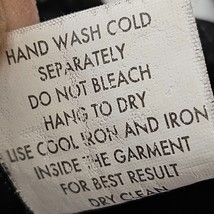 HAND WASH COLD
SEPARATELY
DO NOT BLEACH
HANG TO DRY
USE COOL IRON AND IRON
INSIDE THE GARMENT
FOR BEST RESULT
DRY CLEAN